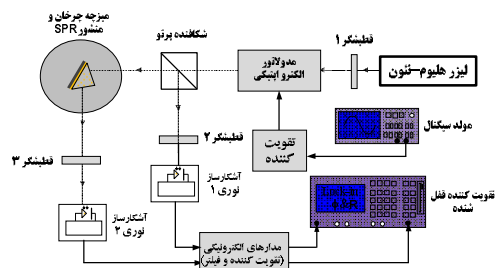 میزچه چرخان و
منشور SPR
شکافنده پرتو
مدولاتور
الکترواپتیکی
قطبشگر ۱
لیزر هلیوم-نئون
مولد سیگنال
تقویت
کننده
قطبشگر ۲
قطبشگر ۳
آشکارساز
نوری ۱
آشکارساز
نوری ۲
تقویت کننده قفل
شنده
مدارهای الکترونیکی
(تقویت کننده و فیلتر)